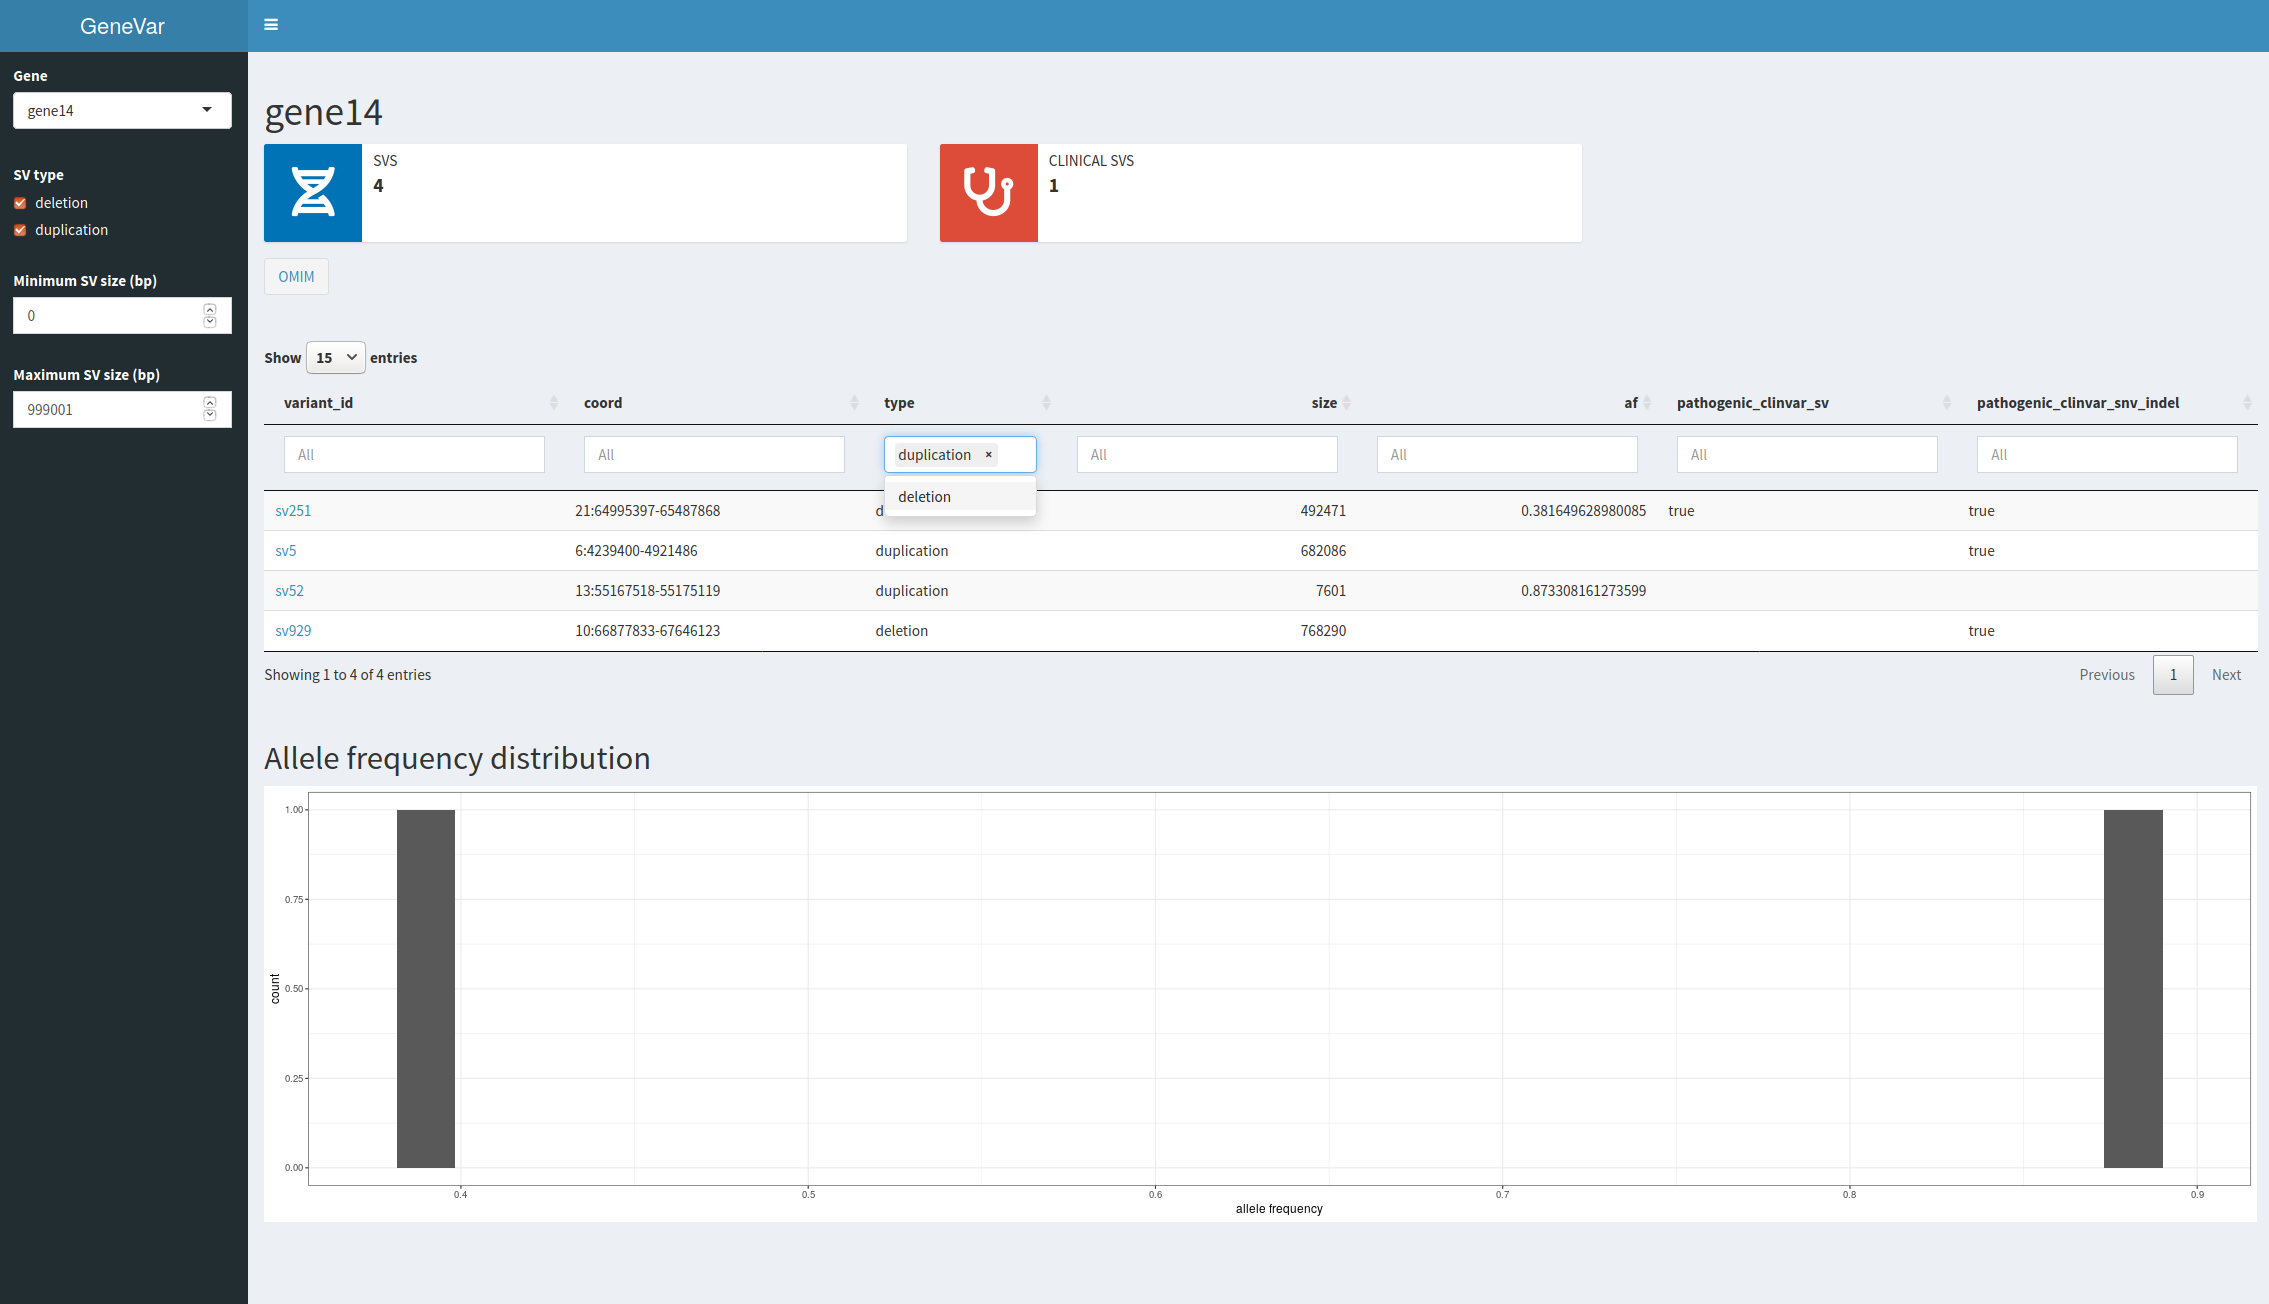 GeneVar
Gene
gene14
SV type
deletion
duplication
Minimum SV size (bp)
0
Maximum SV size (bp)
999001
gene14
SVS
4
CLINICAL SVS
1
OMIM
Show 15 entries
variant_id coord type size af pathogenic_clinvar_sv pathogenic_clinvar_snv_indel
All All duplication × All All All All
deletion
sv251 21:64995397-65487868 d 492471 0.381649628980085 true true
sv5 6:4239400-4921486 duplication 682086 true
sv52 13:55167518-55175119 duplication 7601 0.873308161273599
sv929 10:66877833-67646123 deletion 768290 true
Showing 1 to 4 of 4 entries
Previous 1 Next
Allele frequency distribution
1.00
0.75
0.50
0.25
0.00
count
0.4 0.5 0.6 0.7 0.8 0.9
allele frequency